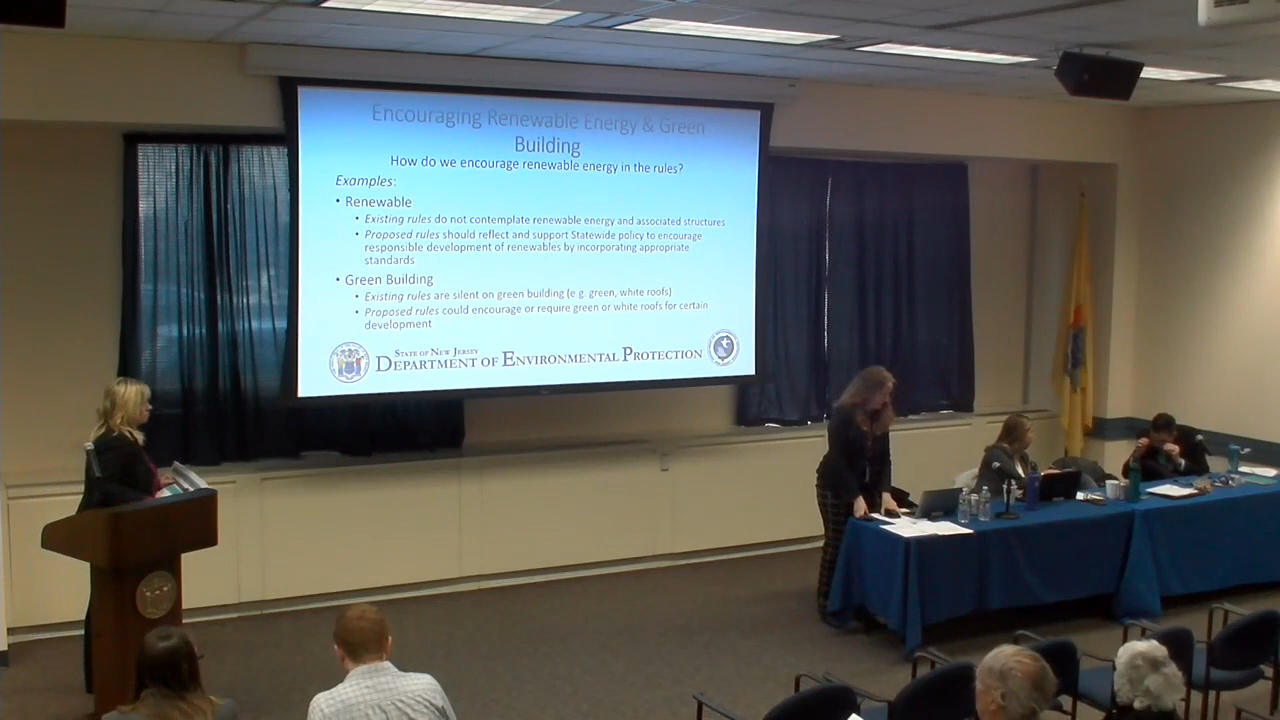 Encouraging Renewable Energy & Green
Building
How do we encourage renewable energy in the rules?
Examples:
• Renewable
• Existing rules do not contemplate renewable energy and associated structures
• Proposed rules should reflect and support Statewide policy to encourage
responsible development of renewables by incorporating appropriate
standards
• Green Building
• Existing rules are silent on green building (e.g. green, white roofs)
• Proposed rules could encourage or require green or white roofs for certain
development
STATE OF NEW JERSEY
DEPARTMENT OF ENVIRONMENTAL PROTECTION